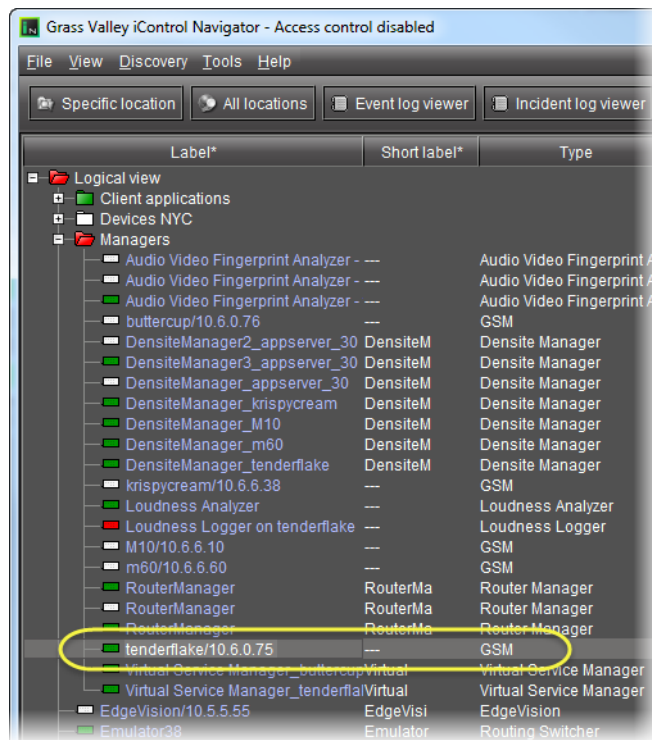 Grass Valley iControl Navigator - Access control disabled
File View Discovery Tools Help
Specific location All locations Event log viewer Incident log viewer
Label* Short label* Type
Logical view
Client applications
Devices NYC
Managers
Audio Video Fingerprint Analyzer - --- Audio Video Fingerprint A
Audio Video Fingerprint Analyzer - --- Audio Video Fingerprint A
Audio Video Fingerprint Analyzer - --- Audio Video Fingerprint A
buttercup/10.6.0.76 --- GSM
DensiteManager2_appserver_30 DensiteM Densite Manager
DensiteManager3_appserver_30 DensiteM Densite Manager
DensiteManager_appserver_30 DensiteM Densite Manager
DensiteManager_krispycream DensiteM Densite Manager
DensiteManager_M10 DensiteM Densite Manager
DensiteManager_m60 DensiteM Densite Manager
DensiteManager_tenderflake DensiteM Densite Manager
krispycream/10.6.6.38 --- GSM
Loudness Analyzer --- Loudness Analyzer
Loudness Logger on tenderflake --- Loudness Logger
M10/10.6.6.10 --- GSM
m60/10.6.6.60 --- GSM
RouterManager RouterMa Router Manager
RouterManager RouterMa Router Manager
RouterManager RouterMa Router Manager
tenderflake/10.6.0.75 --- GSM
Virtual Service Manager_buttercup Virtual Virtual Service Manager
Virtual Service Manager_tenderflal Virtual Virtual Service Manager
EdgeVision/10.5.5.55 EdgeVisi EdgeVision
Emulator38 Emulator Routing Switcher